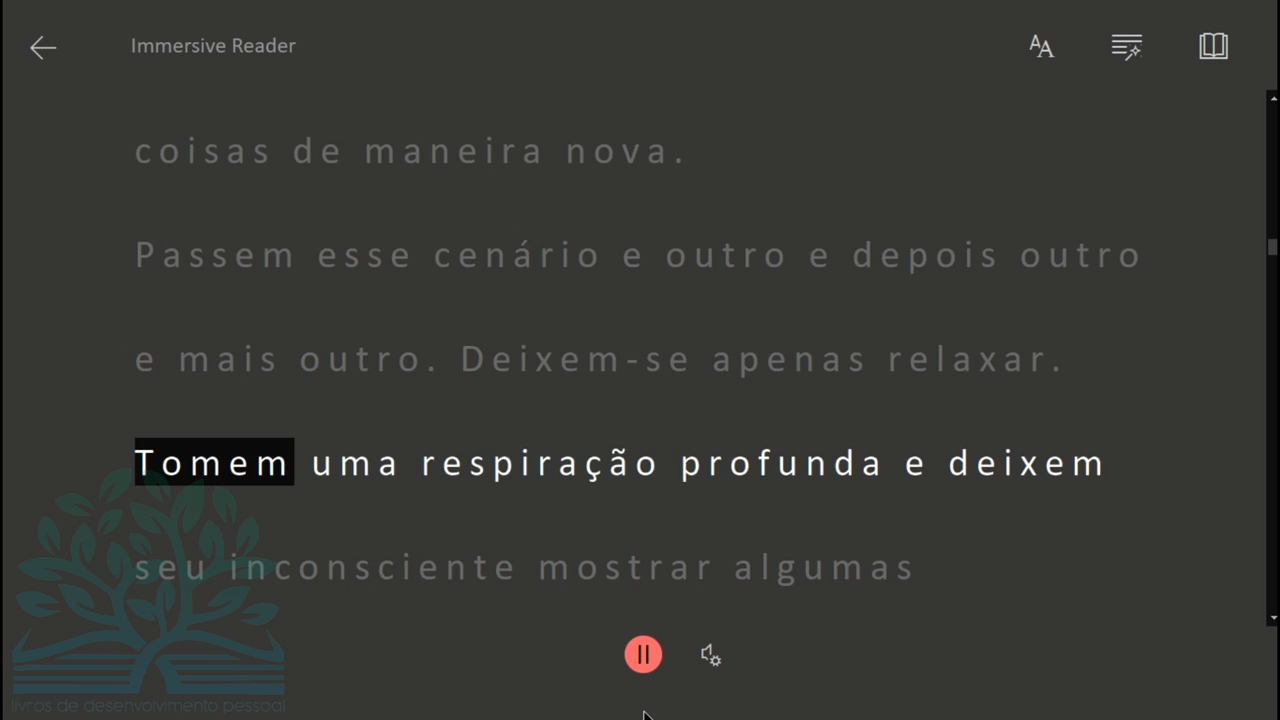 Immersive Reader
coisas de maneira nova.
Passem esse cenário e outro e depois outro
e mais outro. Deixem-se apenas relaxar.
Tomem uma respiração profunda e deixem
seu inconsciente mostrar algumas
livros de desenvolvimento pessoal